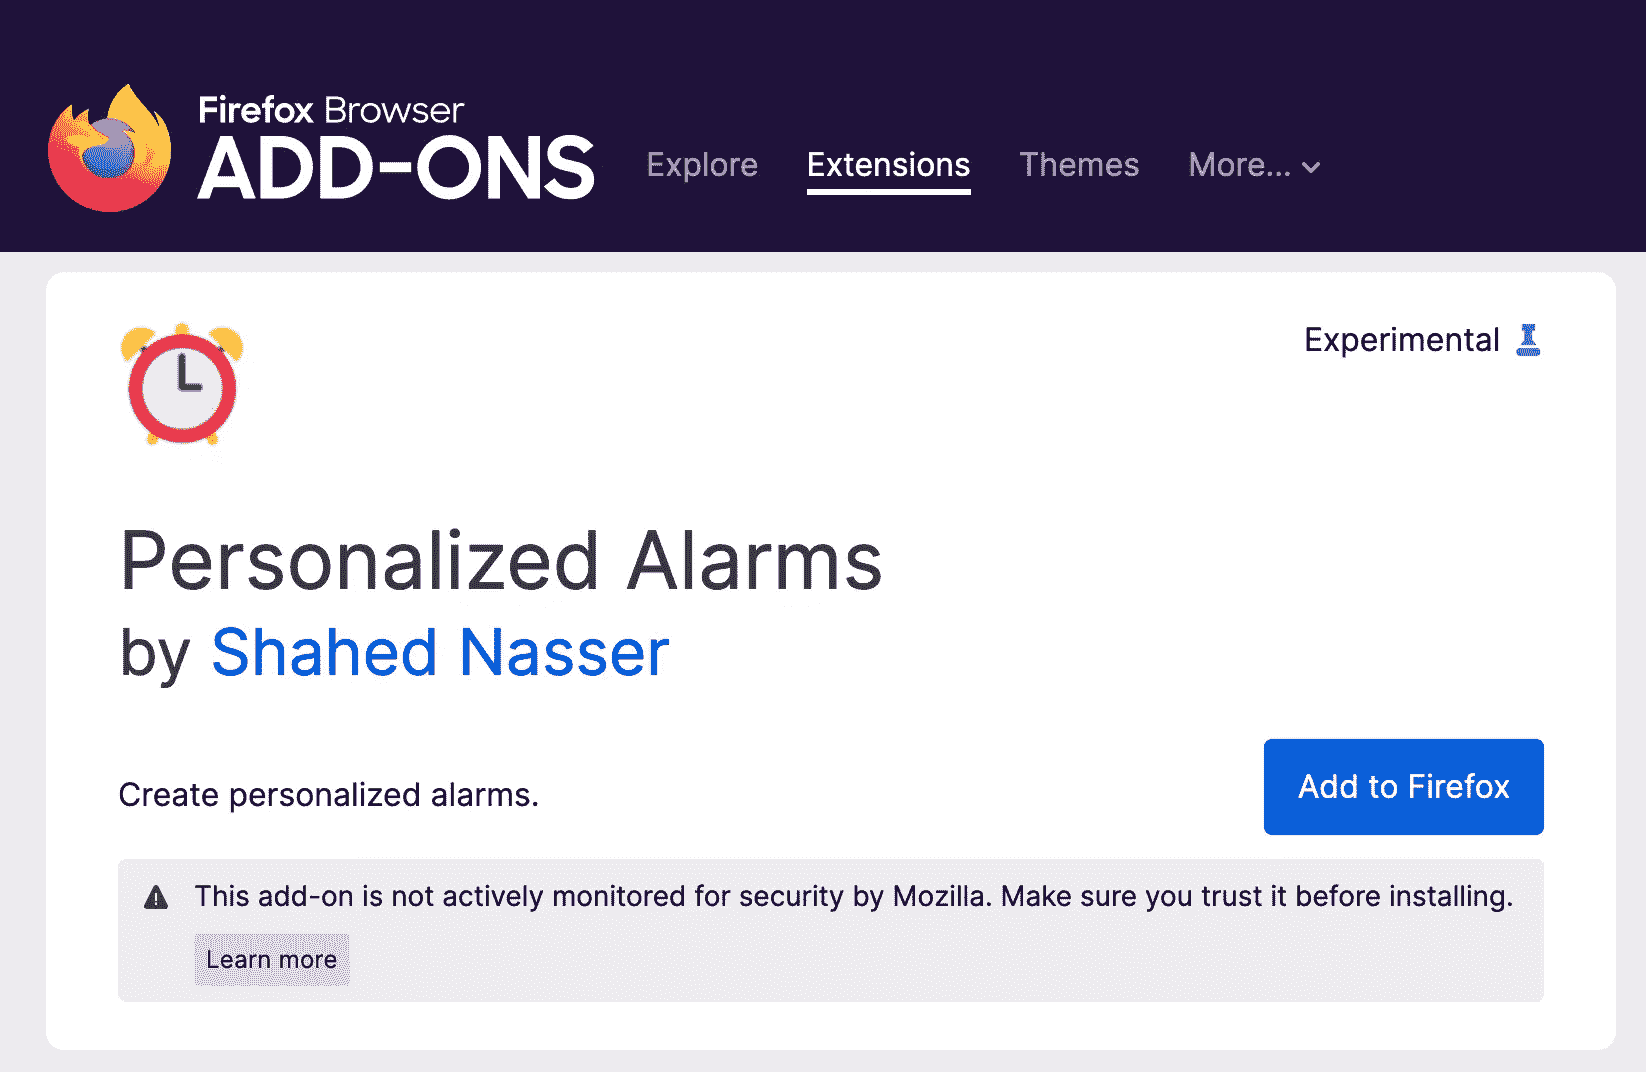 Firefox Browser
ADD-ONS
Explore Extensions Themes More...
Experimental
Personalized Alarms
by Shahed Nasser
Create personalized alarms.
Add to Firefox
This add-on is not actively monitored for security by Mozilla. Make sure you trust it before installing.
Learn more